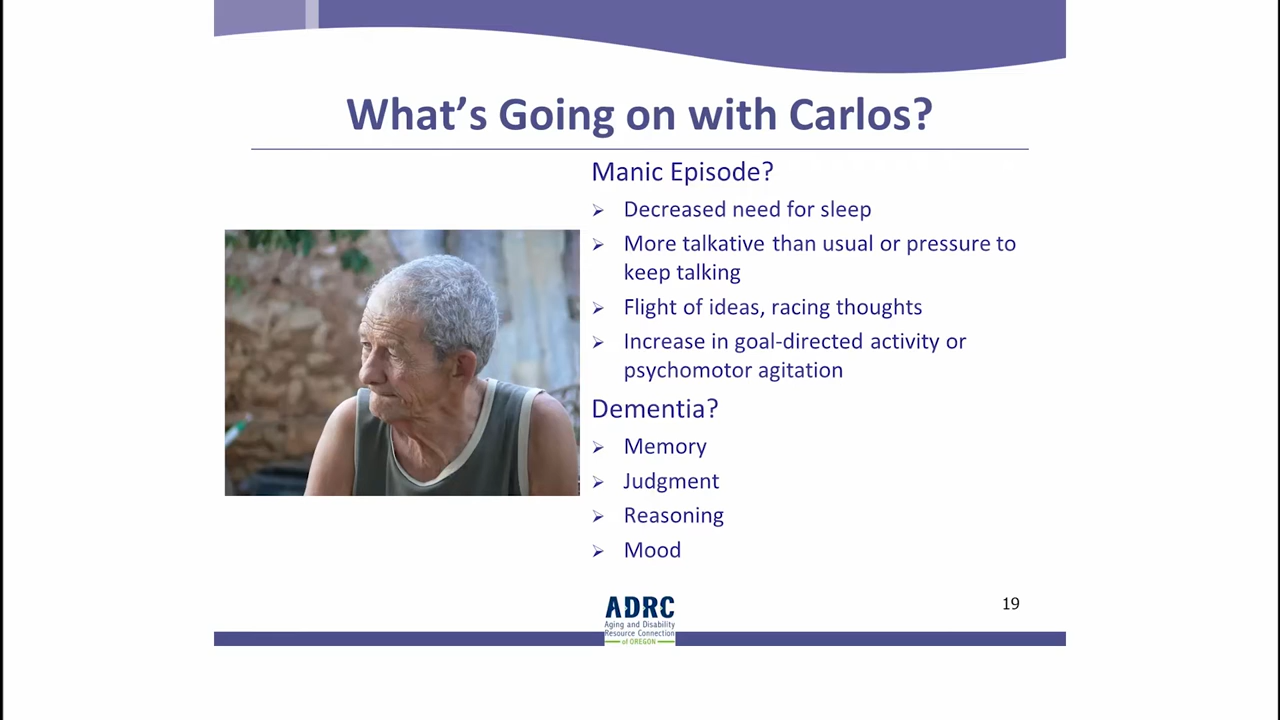 What's Going on with Carlos?
Manic Episode?
Decreased need for sleep
More talkative than usual or pressure to
keep talking
Flight of ideas, racing thoughts
Increase in goal-directed activity or
psychomotor agitation
Dementia?
Memory
Judgment
Reasoning
Mood
19
ADRC
Aging and Disability
Resource Connection
of OREGON